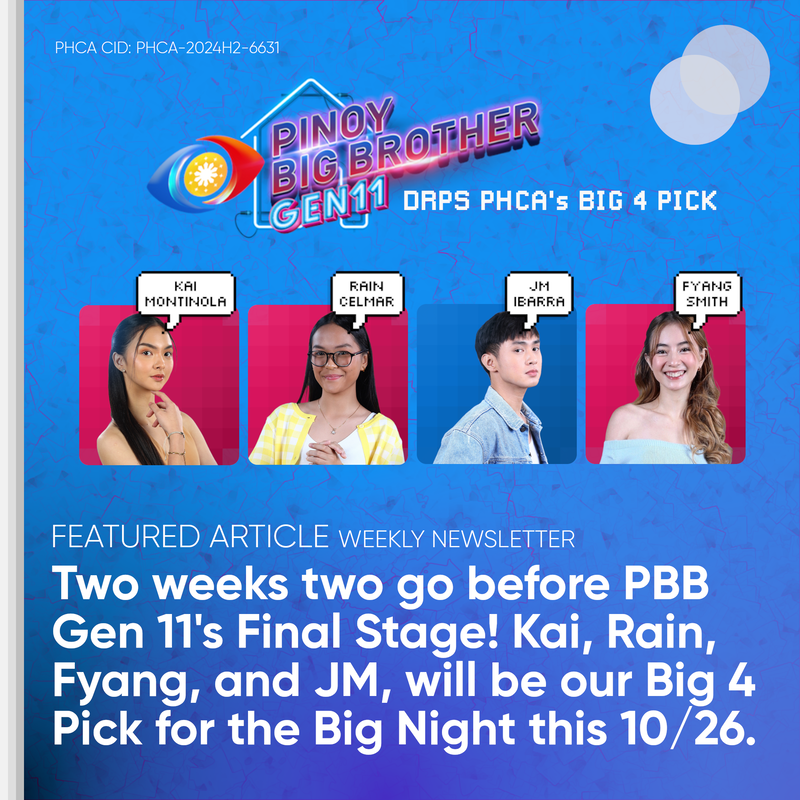 PHCA CID: PHCA-2024H2-6631
PINOY
BIG BROTHER
GEN11
DRPS PHCA's BIG 4 PICK
KAI
MONTINOLA
RAIN
CELMAR
JM
IBARRA
FYANG
SMITH
FEATURED ARTICLE WEEKLY NEWSLETTER
Two weeks two go before PBB
Gen 11's Final Stage! Kai, Rain,
Fyang, and JM, will be our Big 4
Pick for the Big Night this 10/26.